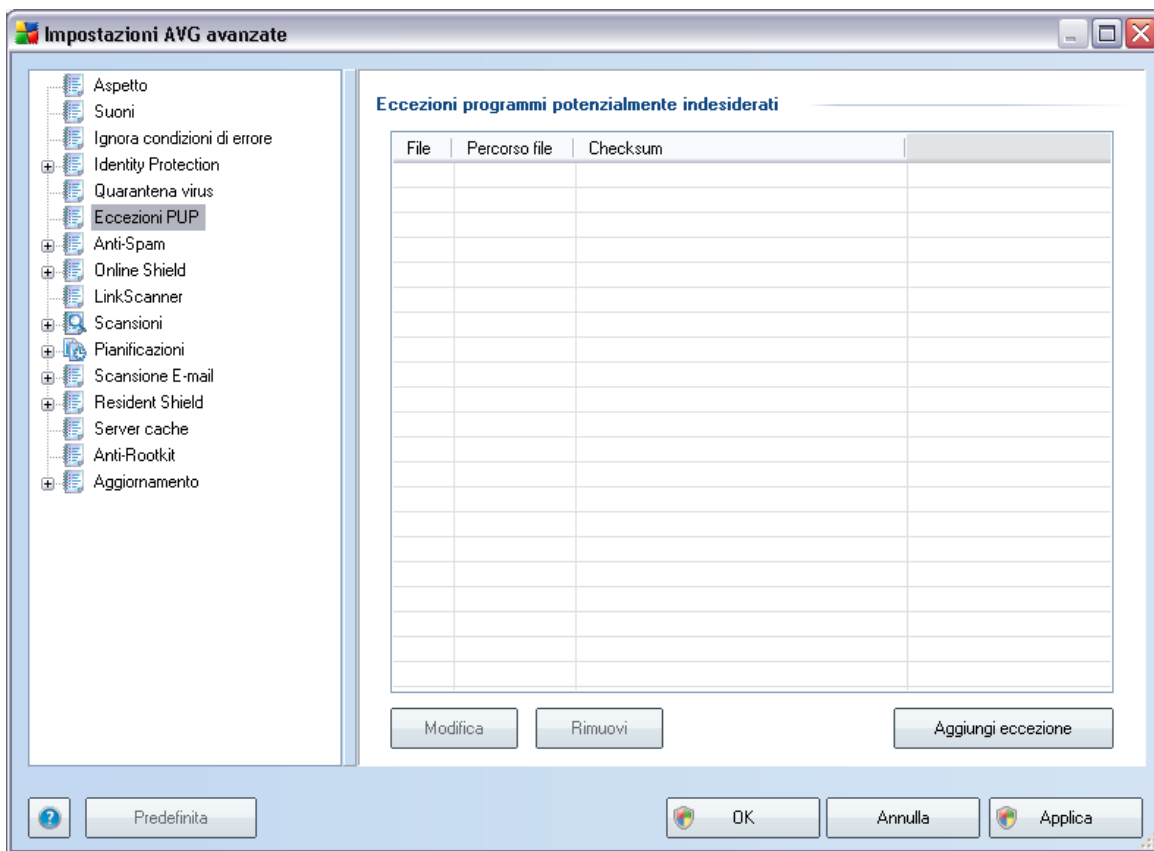 Impostazioni AVG avanzate
Aspetto
Suoni
Ignora condizioni di errore
Identity Protection
Quarantena virus
Eccezioni PUP
Anti-Spam
Online Shield
LinkScanner
Scansioni
Pianificazioni
Scansione E-mail
Resident Shield
Server cache
Anti-Rootkit
Aggiornamento
Eccezioni programmi potenzialmente indesiderati
File Percorso file Checksum
Modifica Rimuovi Aggiungi eccezione
? Predefinita OK Annulla Applica